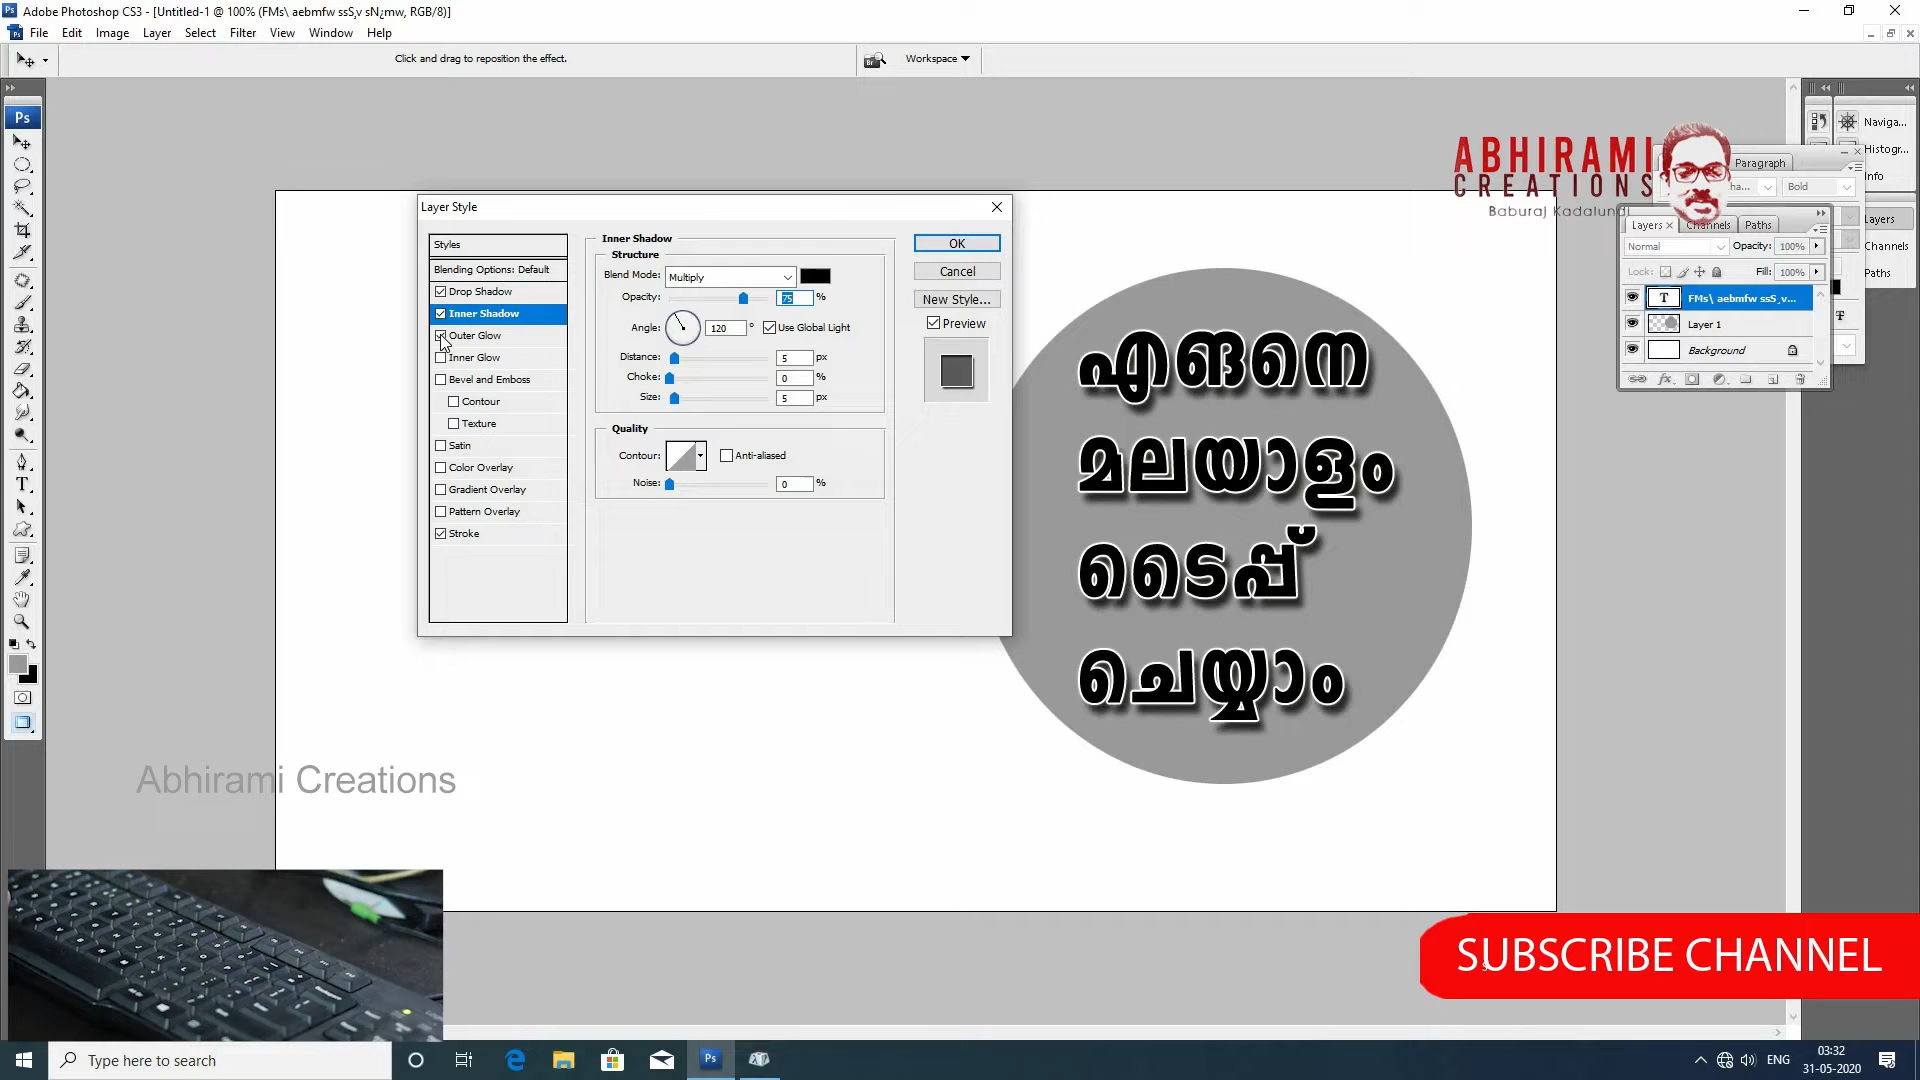 Adobe Photoshop CS3 - [Untitled-1 @ 100% (FMs\ aebmfw ssS¸v sN¿mw, RGB/8)]
File Edit Image Layer Select Filter View Window Help
Click and drag to reposition the effect.
Workspace
Ps
ABHIRAMI
CREATIONS
Baburaj Kadalundi
Naviga...
Histogr...
Info
Layers
Channels
Paths
Paragraph
Bold
Layers Channels Paths
Normal Opacity: 100%
Lock: Fill: 100%
T FMs\ aebmfw ssS¸v...
Layer 1
Background
Layer Style
Styles
Blending Options: Default
Drop Shadow
Inner Shadow
Outer Glow
Inner Glow
Bevel and Emboss
Contour
Texture
Satin
Color Overlay
Gradient Overlay
Pattern Overlay
Stroke
Inner Shadow
Structure
Blend Mode: Multiply
Opacity: 75 %
Angle: 120 ° Use Global Light
Distance: 5 px
Choke: 0 %
Size: 5 px
Quality
Contour: Anti-aliased
Noise: 0 %
OK
Cancel
New Style...
Preview
എങനെ
മലയാളം
ടൈപ്പ്
ചെയ്യാം
Abhirami Creations
SUBSCRIBE CHANNEL
Type here to search
Ps
ENG
03:32
31-05-2020